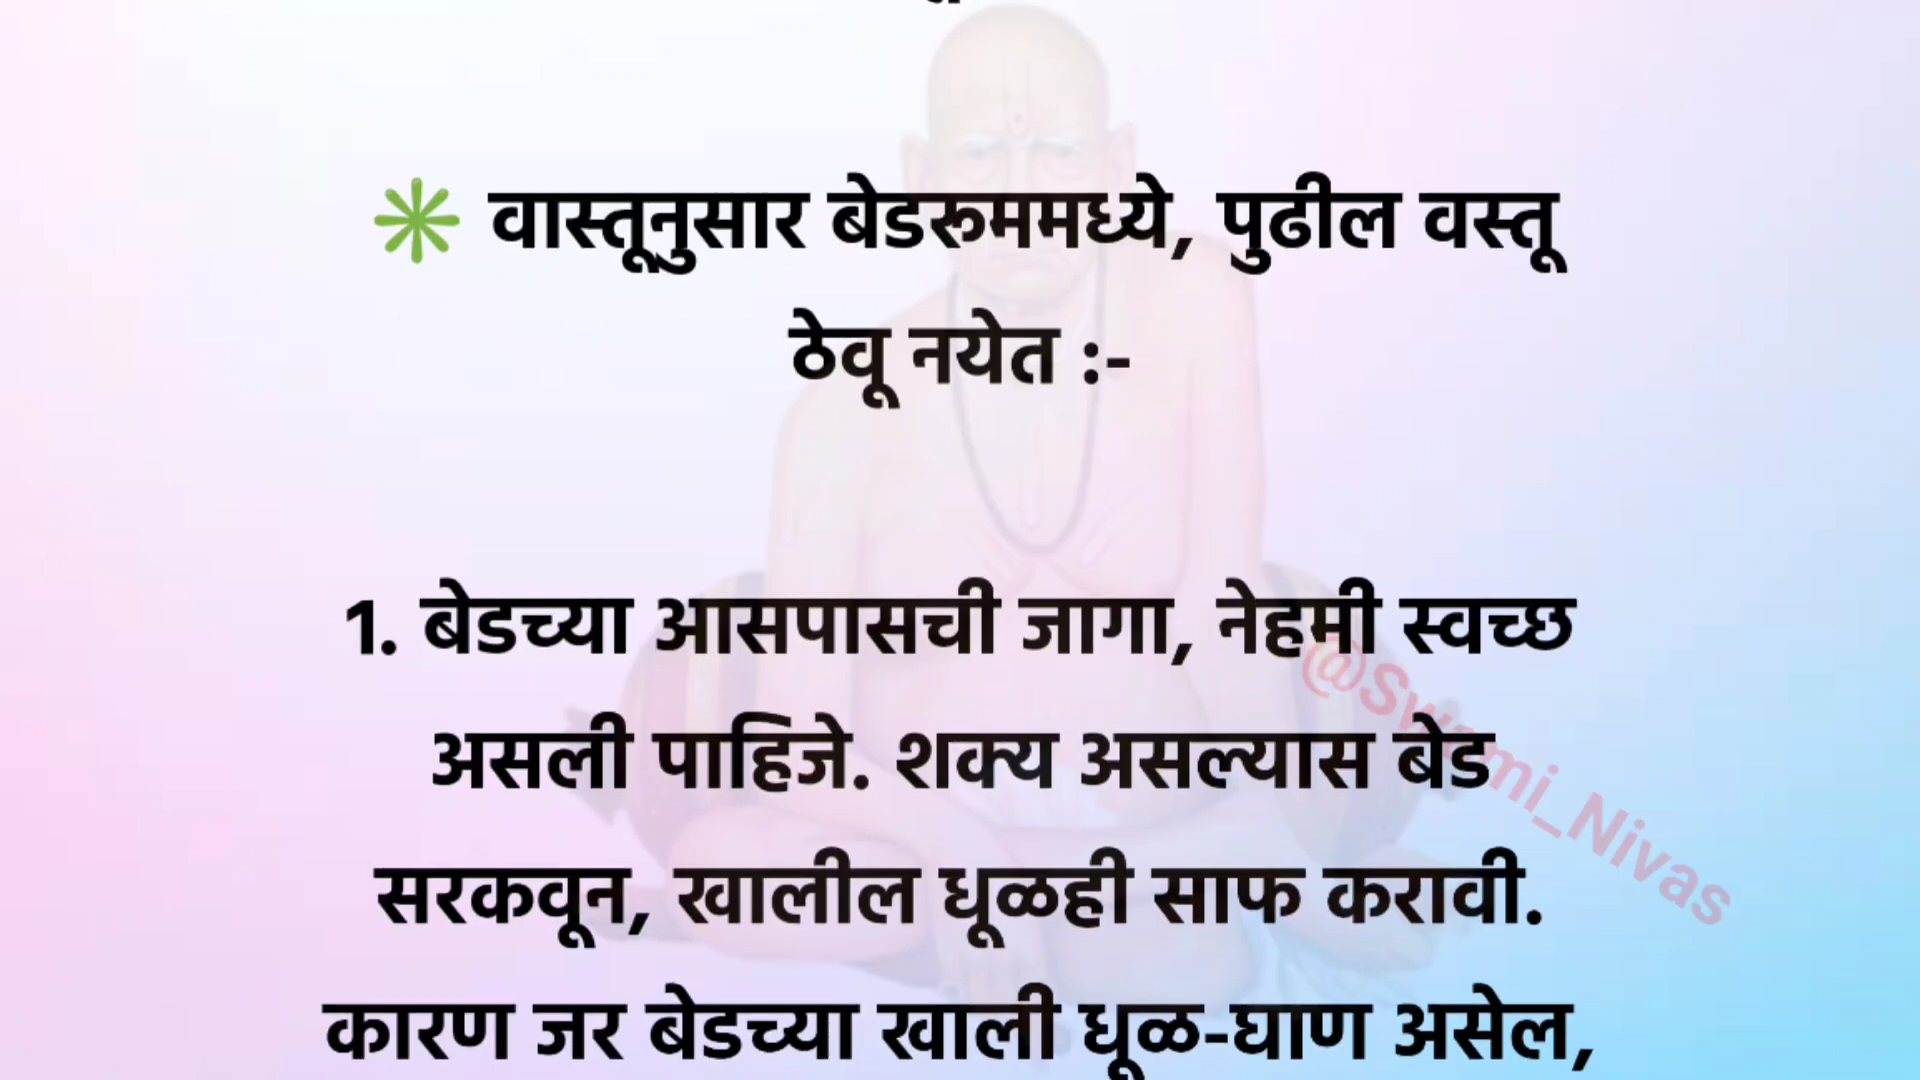 ✳️ वास्तूनुसार बेडरूममध्ये, पुढील वस्तू
ठेवू नयेत :-
1. बेडच्या आसपासची जागा, नेहमी स्वच्छ
असली पाहिजे. शक्य असल्यास बेड
सरकवून, खालील धूळही साफ करावी.
कारण जर बेडच्या खाली धूळ-घाण असेल,
@Swami_Nivas